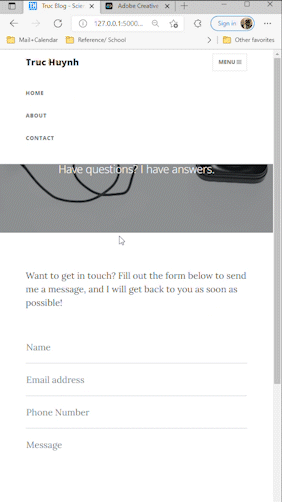 Truc Blog - Scien
Adobe Creative
127.0.0.1:5000...
Sign in
Mail+Calendar
Reference/ School
Other favorites
Truc Huynh
MENU
HOME
ABOUT
CONTACT
Have questions? I have answers.
Want to get in touch? Fill out the form below to send
me a message, and I will get back to you as soon as
possible!
Name
Email address
Phone Number
Message